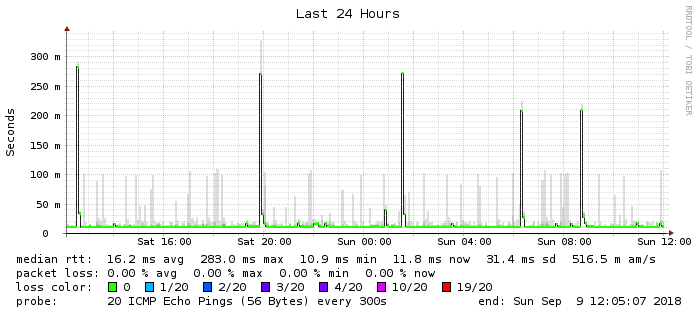 Last 24 Hours
RRDTOOL / TOBI OETIKER
Seconds
300 m
250 m
200 m
150 m
100 m
50 m
0
Sat 16:00 Sat 20:00 Sun 00:00 Sun 04:00 Sun 08:00 Sun 12:00
median rtt: 16.2 ms avg 283.0 ms max 10.9 ms min 11.8 ms now 31.4 ms sd 516.5 m am/s
packet loss: 0.00 % avg 0.00 % max 0.00 % min 0.00 % now
loss color: 0 1/20 2/20 3/20 4/20 10/20 19/20
probe: 20 ICMP Echo Pings (56 Bytes) every 300s end: Sun Sep 9 12:05:07 2018